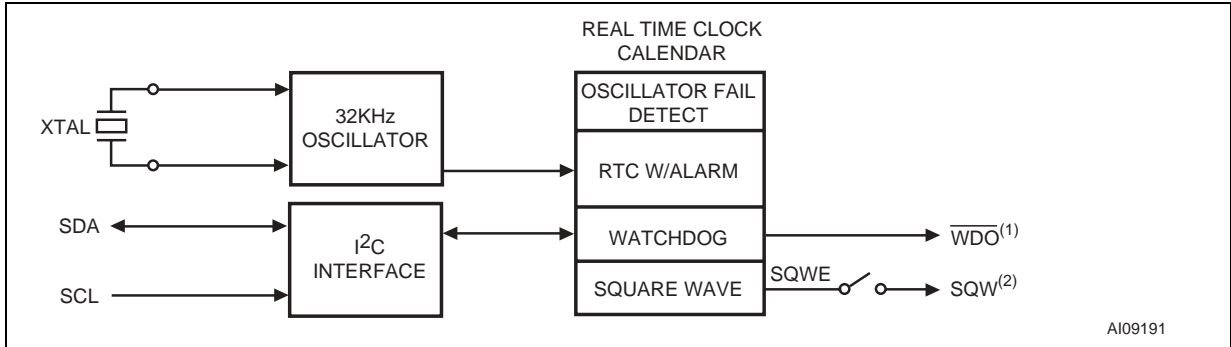 REAL TIME CLOCK
CALENDAR
OSCILLATOR FAIL
DETECT
XTAL
32KHz
OSCILLATOR
RTC W/ALARM
SDA
I²C
INTERFACE
WATCHDOG
WDO(1)
SCL
SQUARE WAVE
SQWE
SQW(2)
AI09191